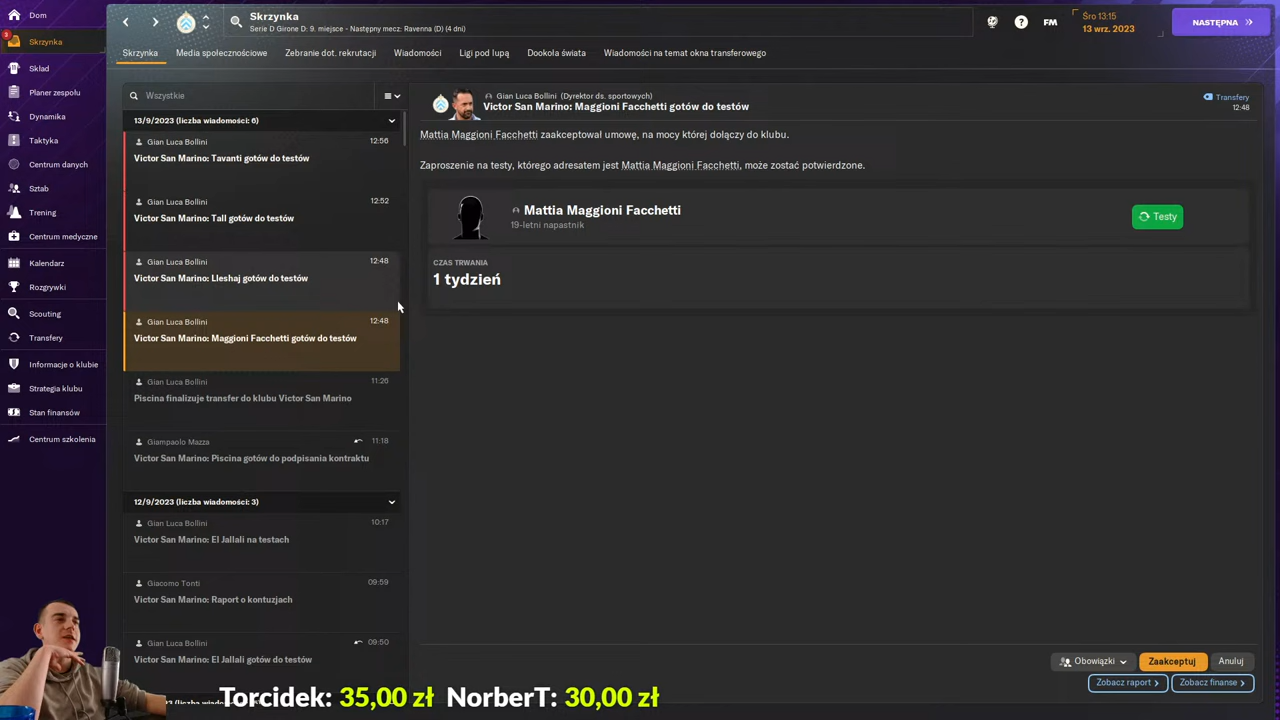 Dom
3
Skrzynka
Skład
Planer zespołu
Dynamika
Taktyka
Centrum danych
Sztab
Trening
Centrum medyczne
Kalendarz
Rozgrywki
Scouting
Transfery
Informacje o klubie
Strategia klubu
Stan finansów
Centrum szkolenia
Skrzynka
Serie D Girone D: 9. miejsce - Następny mecz: Ravenna (D) (4 dni)
FM
Śro 13:15
13 wrz. 2023
NASTĘPNA
Skrzynka
Media społecznościowe
Zebranie dot. rekrutacji
Wiadomości
Ligi pod lupą
Dookoła świata
Wiadomości na temat okna transferowego
Wszystkie
13/9/2023 (liczba wiadomości: 6)
Gian Luca Bollini 12:56
Victor San Marino: Tavanti gotów do testów
Gian Luca Bollini 12:52
Victor San Marino: Tall gotów do testów
Gian Luca Bollini 12:48
Victor San Marino: Lleshaj gotów do testów
Gian Luca Bollini 12:48
Victor San Marino: Maggioni Facchetti gotów do testów
Gian Luca Bollini 11:26
Piscina finalizuje transfer do klubu Victor San Marino
Giampaolo Mazza 11:18
Victor San Marino: Piscina gotów do podpisania kontraktu
12/9/2023 (liczba wiadomości: 3)
Gian Luca Bollini 10:17
Victor San Marino: El Jallali na testach
Giacomo Tonti 09:59
Victor San Marino: Raport o kontuzjach
Gian Luca Bollini 09:50
Victor San Marino: El Jallali gotów do testów
Gian Luca Bollini (Dyrektor ds. sportowych)
Victor San Marino: Maggioni Facchetti gotów do testów
Transfery
12:48
Mattia Maggioni Facchetti zaakceptował umowę, na mocy której dołączy do klubu.
Zaproszenie na testy, którego adresatem jest Mattia Maggioni Facchetti, może zostać potwierdzone.
Mattia Maggioni Facchetti
19-letni napastnik
Testy
CZAS TRWANIA
1 tydzień
Obowiązki
Zaakceptuj
Anuluj
Zobacz raport
Zobacz finanse
Torcidek: 35,00 zł NorberT: 30,00 zł